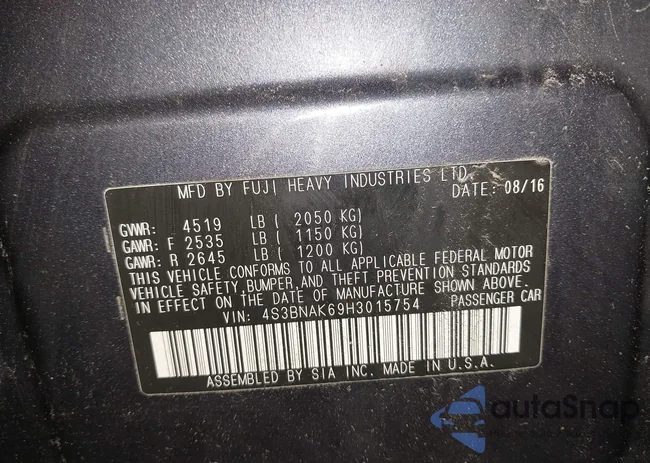 MFD BY FUJI HEAVY INDUSTRIES LTD.
DATE: 08/16
GVWR: 4519 LB ( 2050 KG)
GAWR: F 2535 LB ( 1150 KG)
GAWR: R 2645 LB ( 1200 KG)
THIS VEHICLE CONFORMS TO ALL APPLICABLE FEDERAL MOTOR
VEHICLE SAFETY,BUMPER,AND THEFT PREVENTION STANDARDS
IN EFFECT ON THE DATE OF MANUFACTURE SHOWN ABOVE.
VIN: 4S3BNAK69H3015754 PASSENGER CAR
ASSEMBLED BY SIA INC. MADE IN U.S.A.
autoSnap